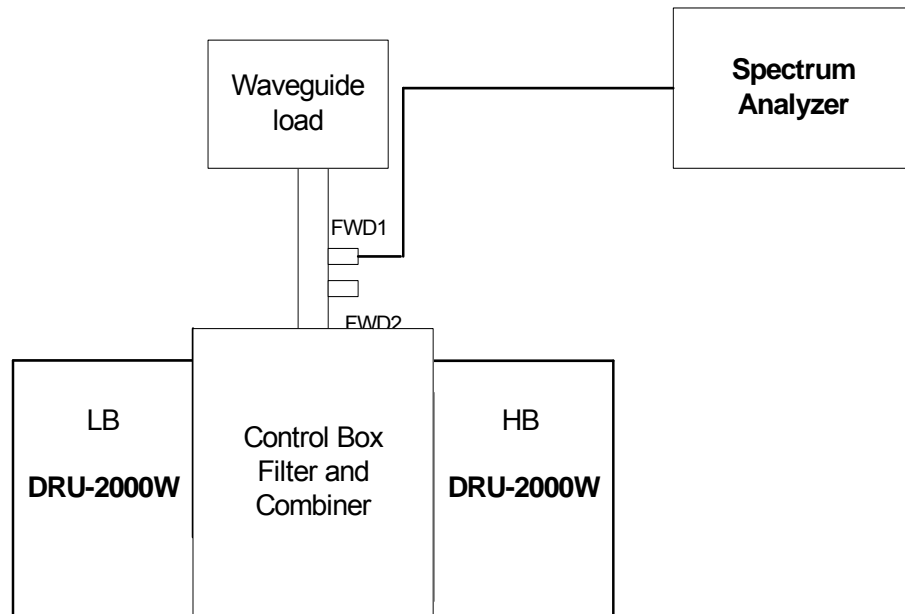 Waveguide
load
Spectrum
Analyzer
FWD1
FWD2
LB
DRU-2000W
Control Box
Filter and
Combiner
HB
DRU-2000W